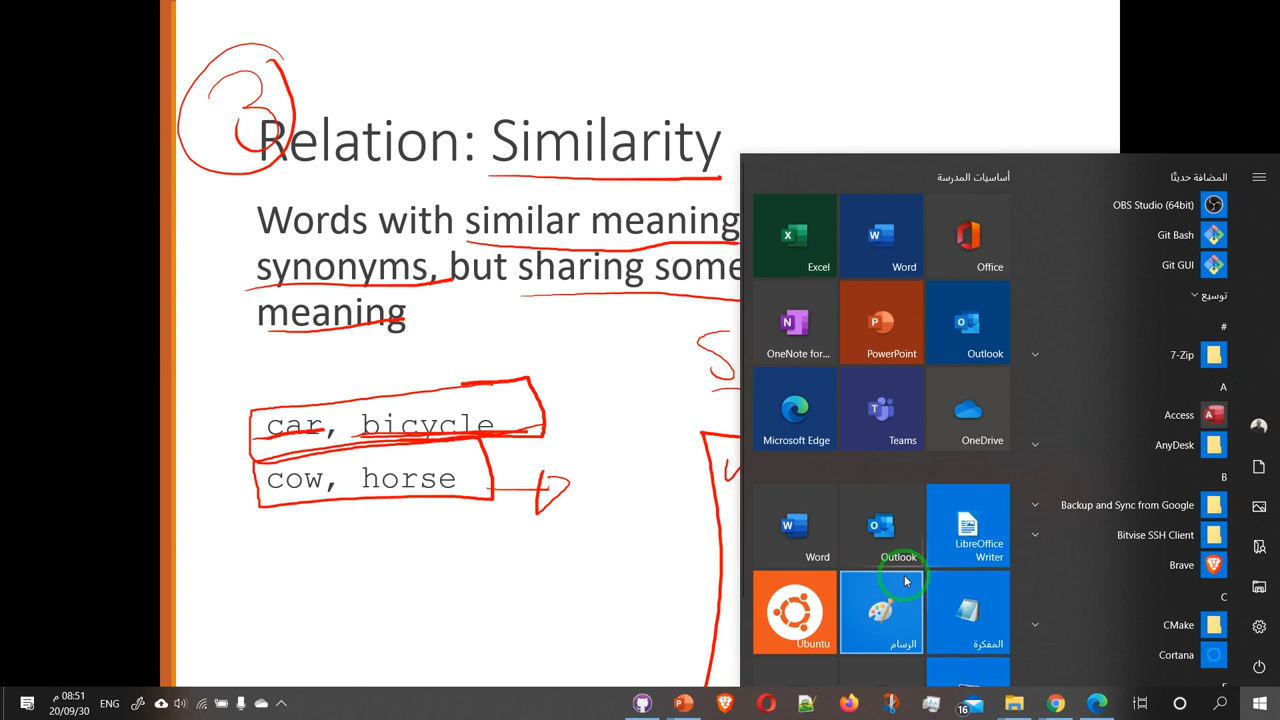 3
Relation: Similarity
Words with similar meaning
synonyms, but sharing some
meaning
car, bicycle
cow, horse
S
المضافة حديثًا
OBS Studio (64bit)
Git Bash
Git GUI
توسيع
#
7-Zip
A
Access
AnyDesk
B
Backup and Sync from Google
Bitvise SSH Client
Brave
C
CMake
Cortana
أساسيات المدرسة
Excel
Word
Office
OneNote for...
PowerPoint
Outlook
Microsoft Edge
Teams
OneDrive
Word
Outlook
LibreOffice
Writer
Ubuntu
الرسام
المفكرة
08:51 م
20/09/30
ENG
16